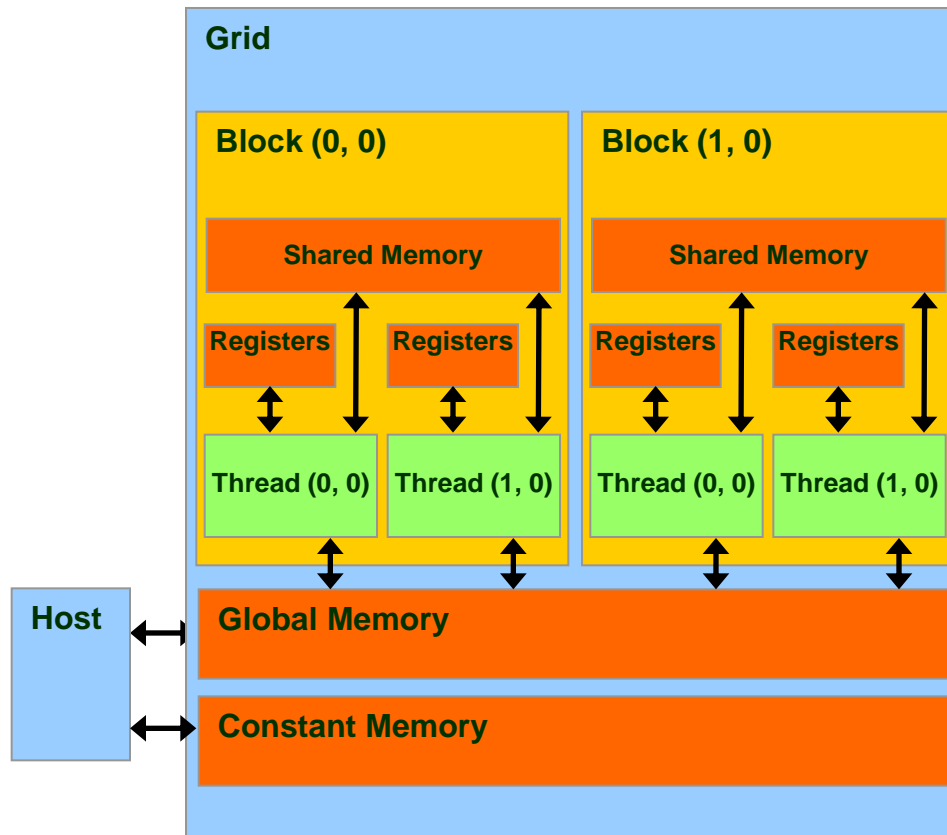 Grid
Block (0, 0)
Block (1, 0)
Shared Memory
Shared Memory
Registers
Registers
Registers
Registers
Thread (0, 0)
Thread (1, 0)
Thread (0, 0)
Thread (1, 0)
Host
Global Memory
Constant Memory